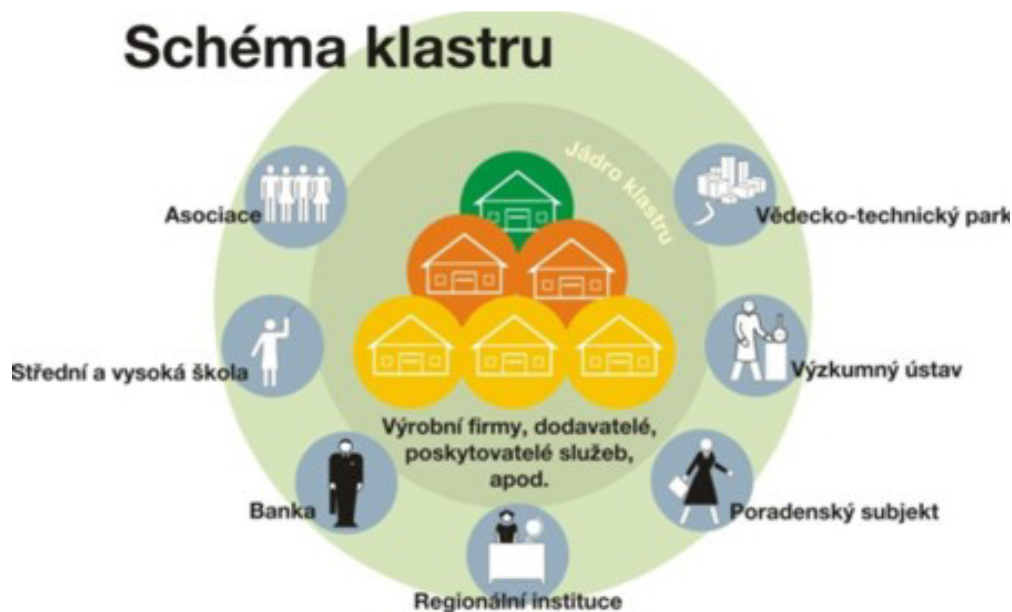 Schéma klastru
Jádro klastru
Asociace
Vědecko-technický park
Střední a vysoká škola
Výzkumný ústav
Výrobní firmy, dodavatelé,
poskytovatelé služeb,
apod.
Banka
Poradenský subjekt
Regionální instituce